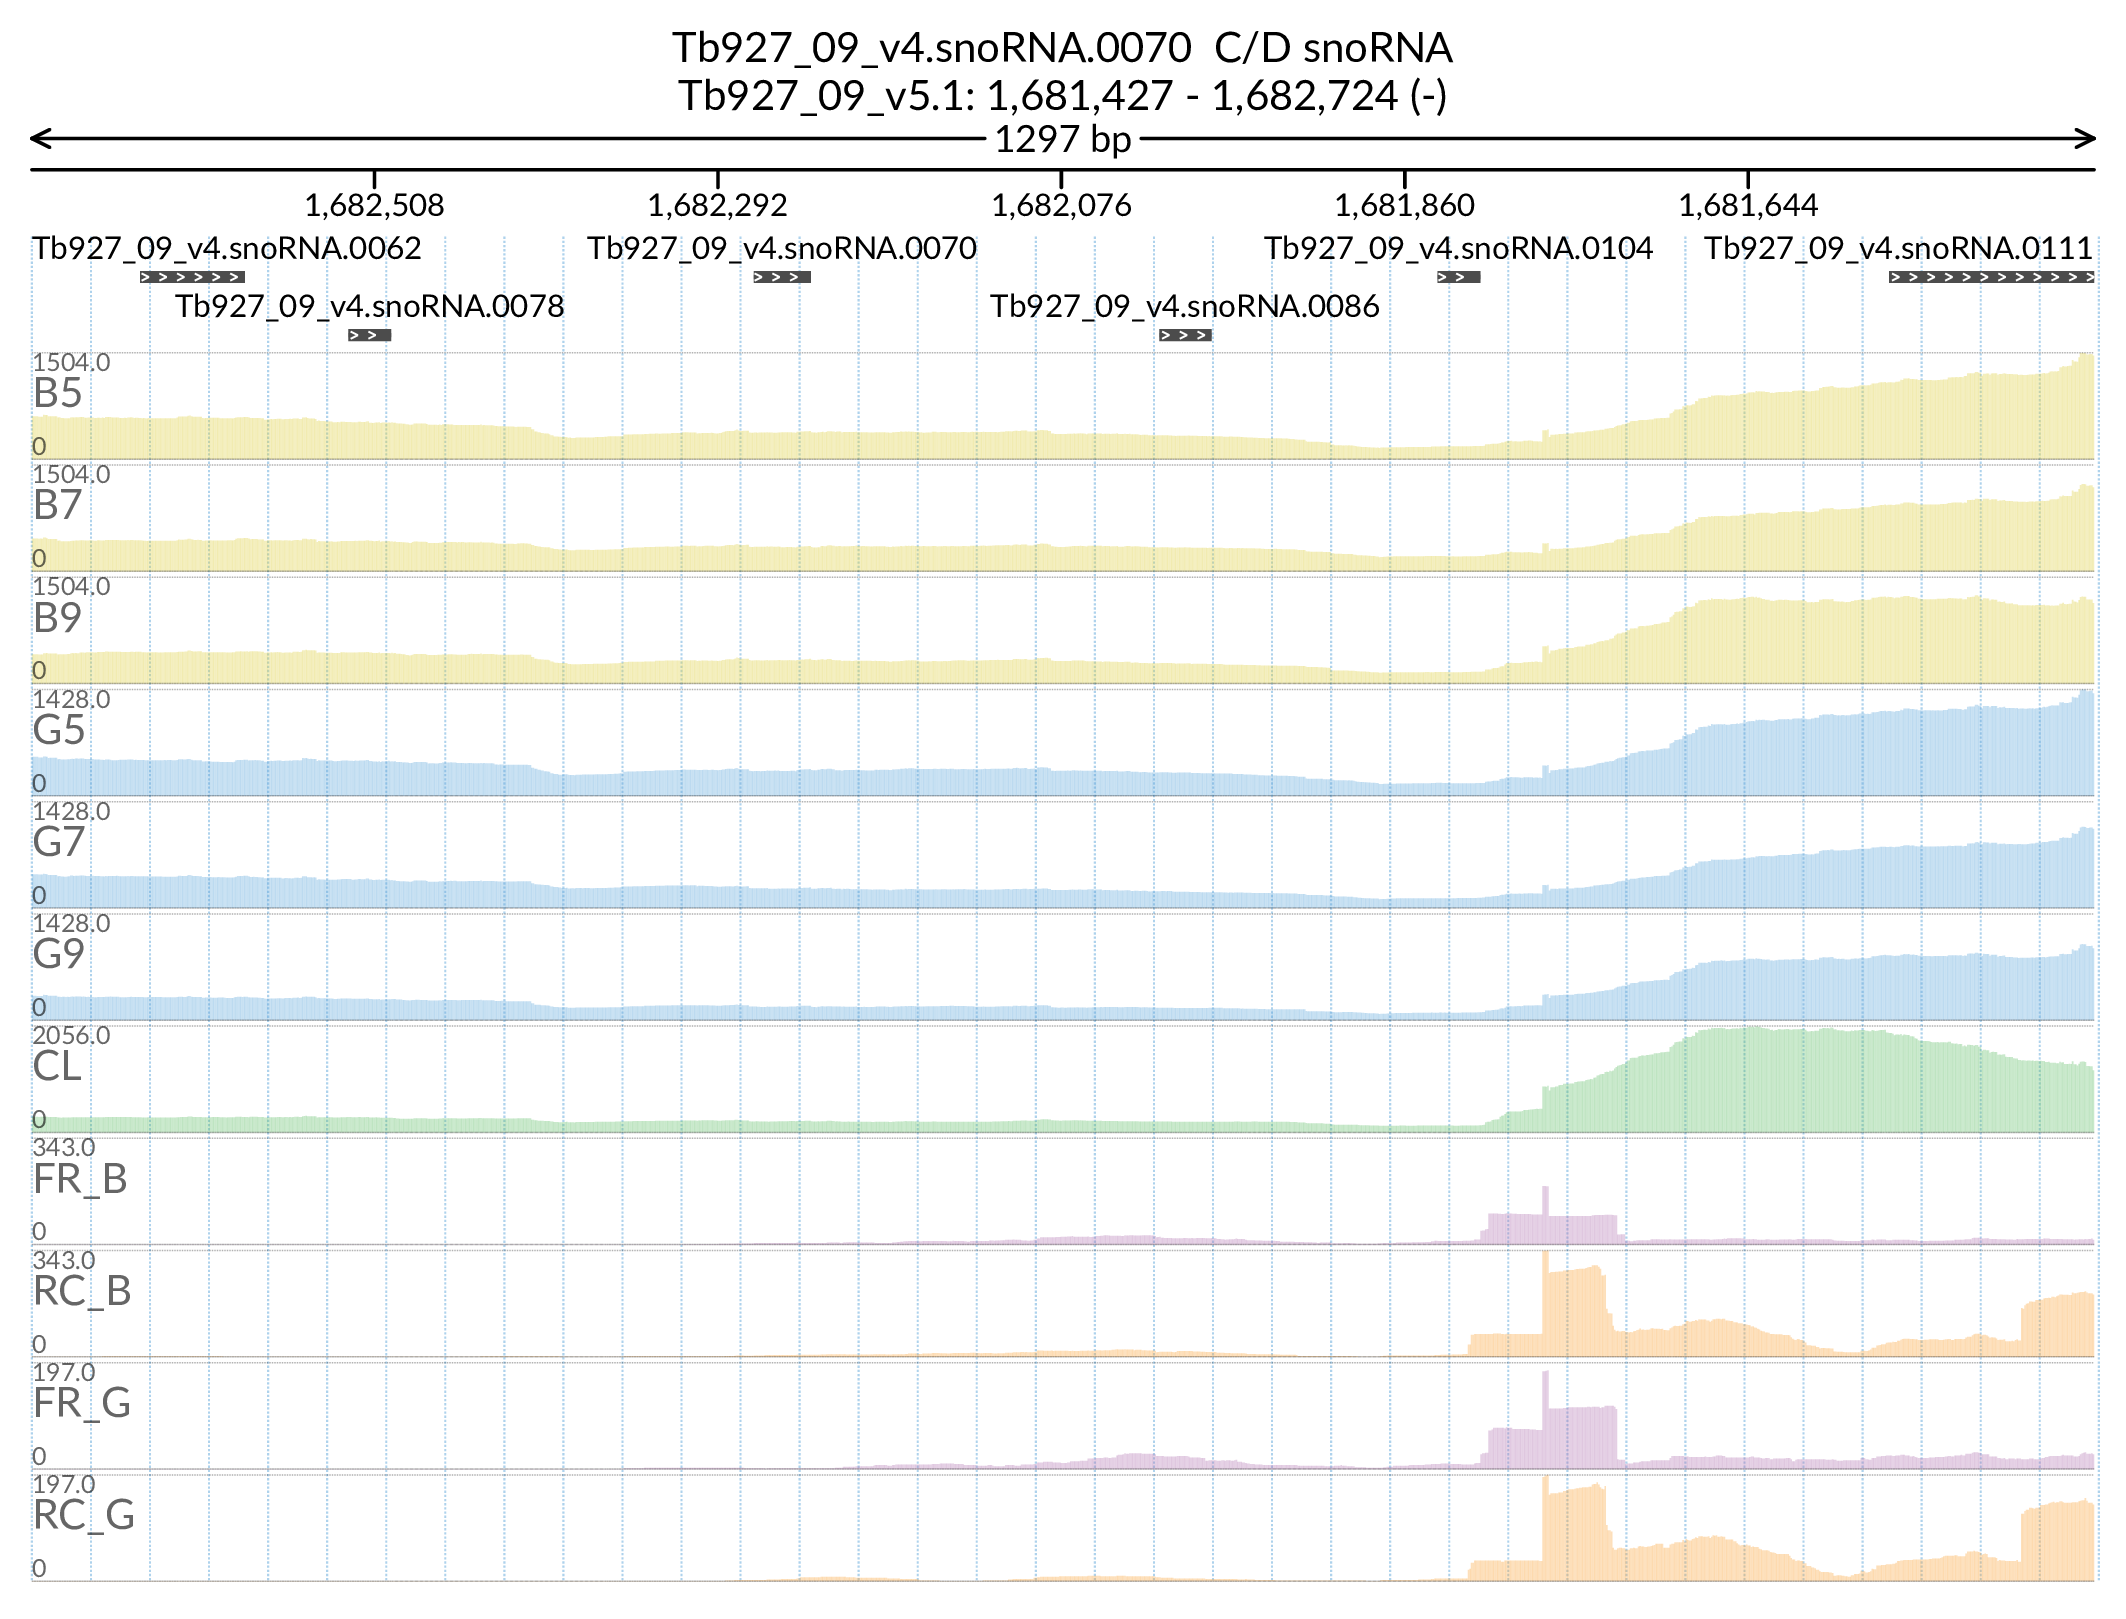 Tb927_09_v4.snoRNA.0070  C/D snoRNA
Tb927_09_v5.1: 1,681,427 - 1,682,724 (-)
1297 bp
1,682,508 1,682,292 1,682,076 1,681,860 1,681,644
Tb927_09_v4.snoRNA.0062 Tb927_09_v4.snoRNA.0070 Tb927_09_v4.snoRNA.0104 Tb927_09_v4.snoRNA.0111
Tb927_09_v4.snoRNA.0078 Tb927_09_v4.snoRNA.0086
1504.0
B5
0
1504.0
B7
0
1504.0
B9
0
1428.0
G5
0
1428.0
G7
0
1428.0
G9
0
2056.0
CL
0
343.0
FR_B
0
343.0
RC_B
0
197.0
FR_G
0
197.0
RC_G
0